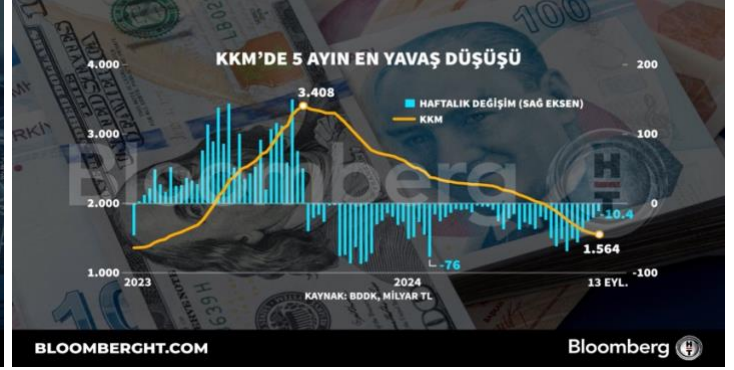 100
KKM'DE 5 AYIN EN YAVAŞ DÜŞÜŞÜ
4.000
200
3.408
HAFTALIK DEĞİŞİM (SAĞ EKSEN)
KKM
3.000
100
Bloomberg
H
T
2.000
0
-10.4
1.564
-76
1.000
-100
2023
2024
13 EYL.
KAYNAK: BDDK, MİLYAR TL
BLOOMBERGHT.COM
Bloomberg HT